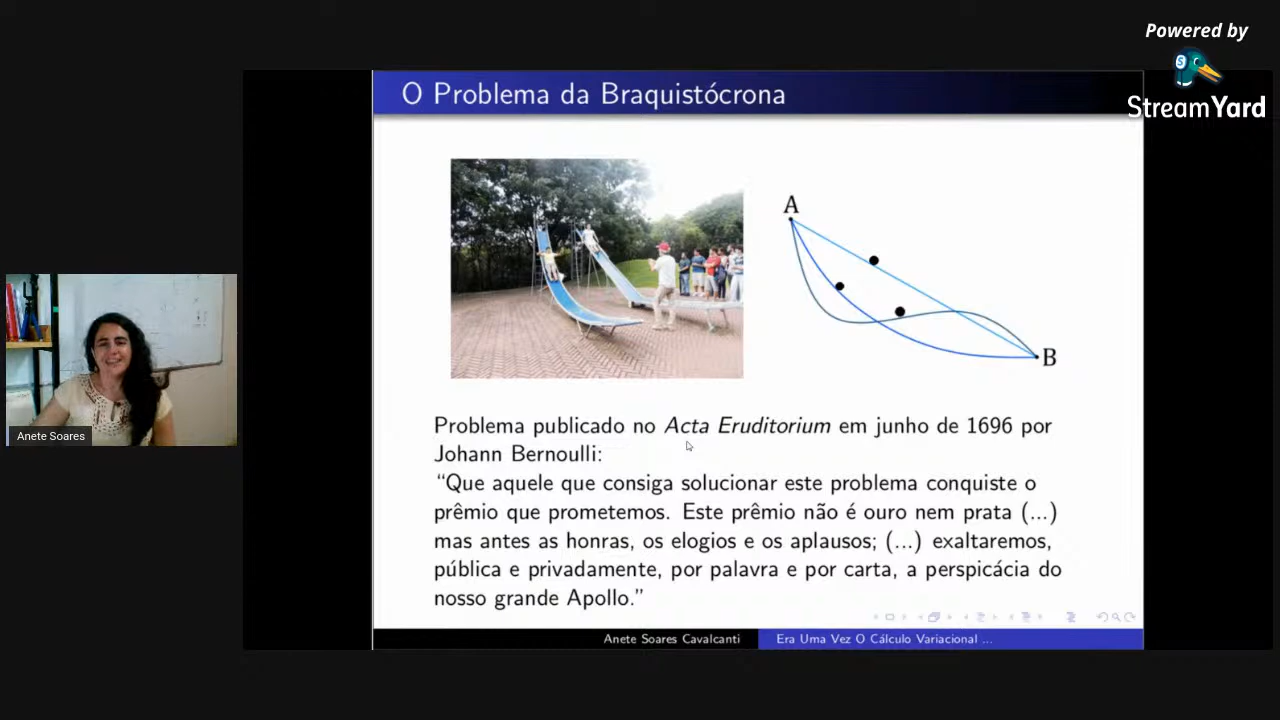 Powered by
StreamYard
O Problema da Braquistócrona
A
B
Problema publicado no Acta Eruditorium em junho de 1696 por
Johann Bernoulli:
“Que aquele que consiga solucionar este problema conquiste o
prêmio que prometemos. Este prêmio não é ouro nem prata (...)
mas antes as honras, os elogios e os aplausos; (...) exaltaremos,
pública e privadamente, por palavra e por carta, a perspicácia do
nosso grande Apollo.”
Anete Soares
Anete Soares Cavalcanti
Era Uma Vez O Cálculo Variacional ...